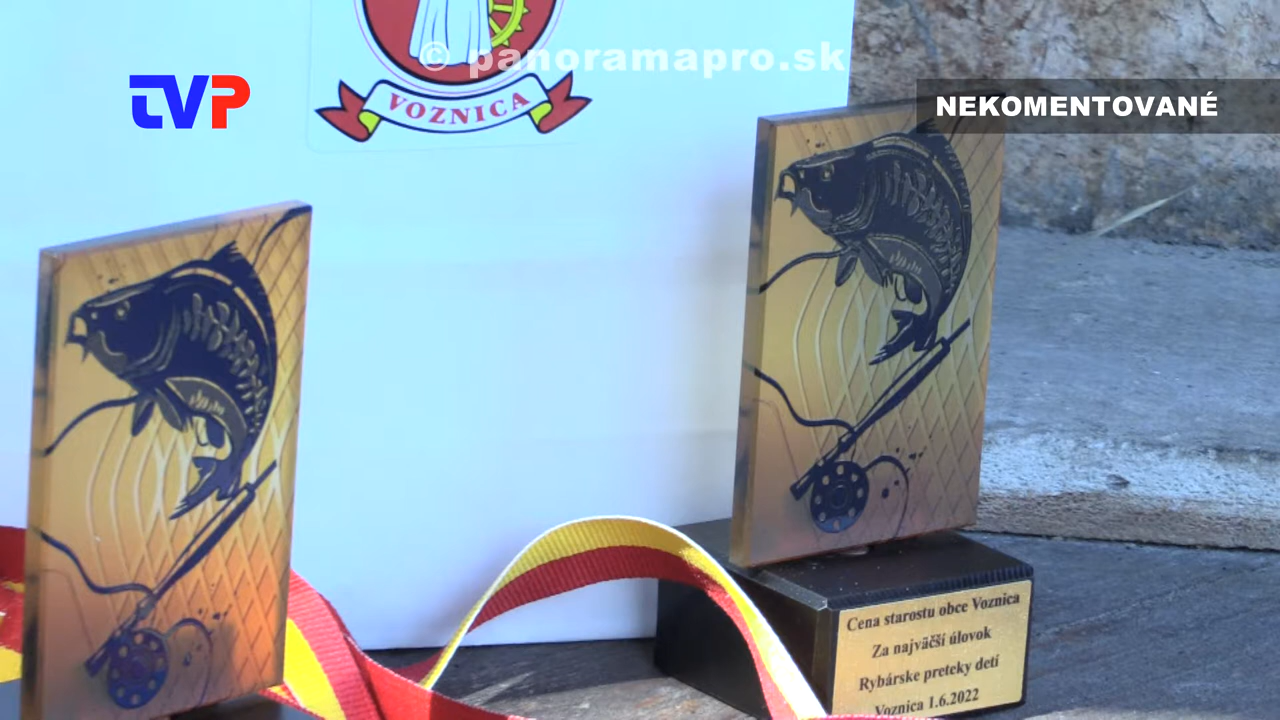 © panoramapro.sk
TVP
NEKOMENTOVANÉ
VOZNICA
Cena starostu obce Voznica
Za najväčší úlovok
Rybárske preteky detí
Voznica 1.6.2022